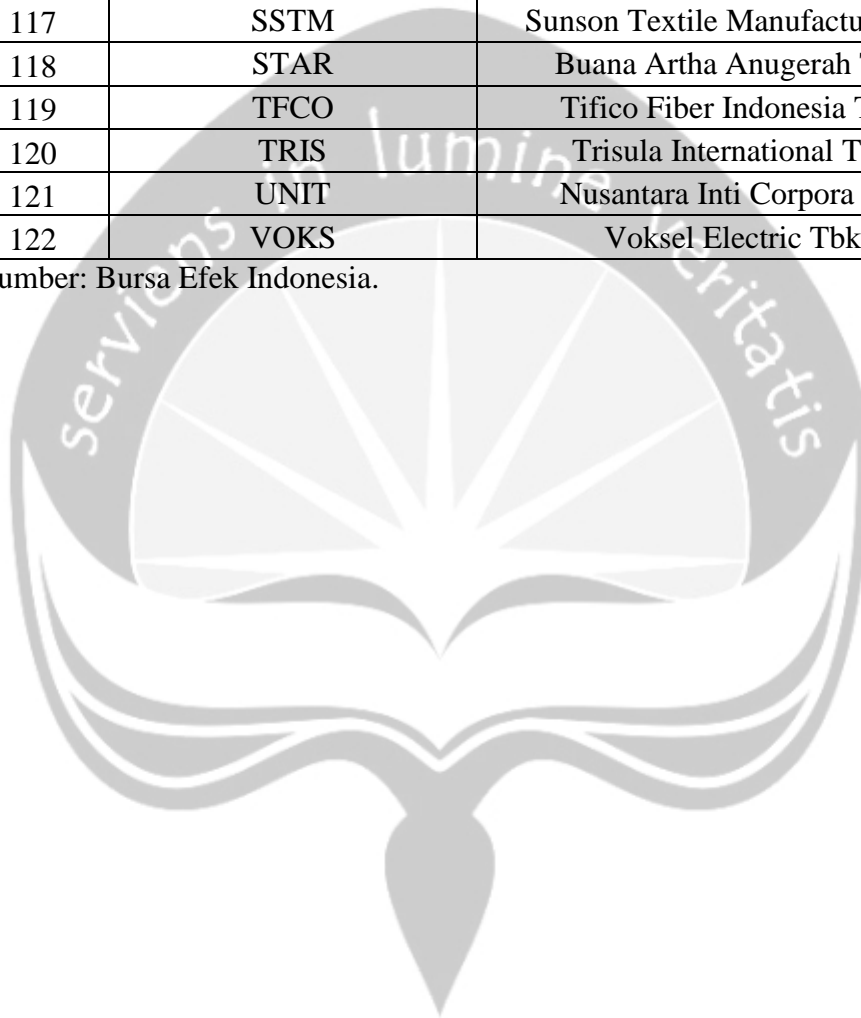 117 SSTM Sunson Textile Manufactu
118 STAR Buana Artha Anugerah
119 TFCO Tifico Fiber Indonesia
120 TRIS Trisula International T
121 UNIT Nusantara Inti Corpora
122 VOKS Voksel Electric Tbk
umber: Bursa Efek Indonesia.
serviens in lumine veritatis